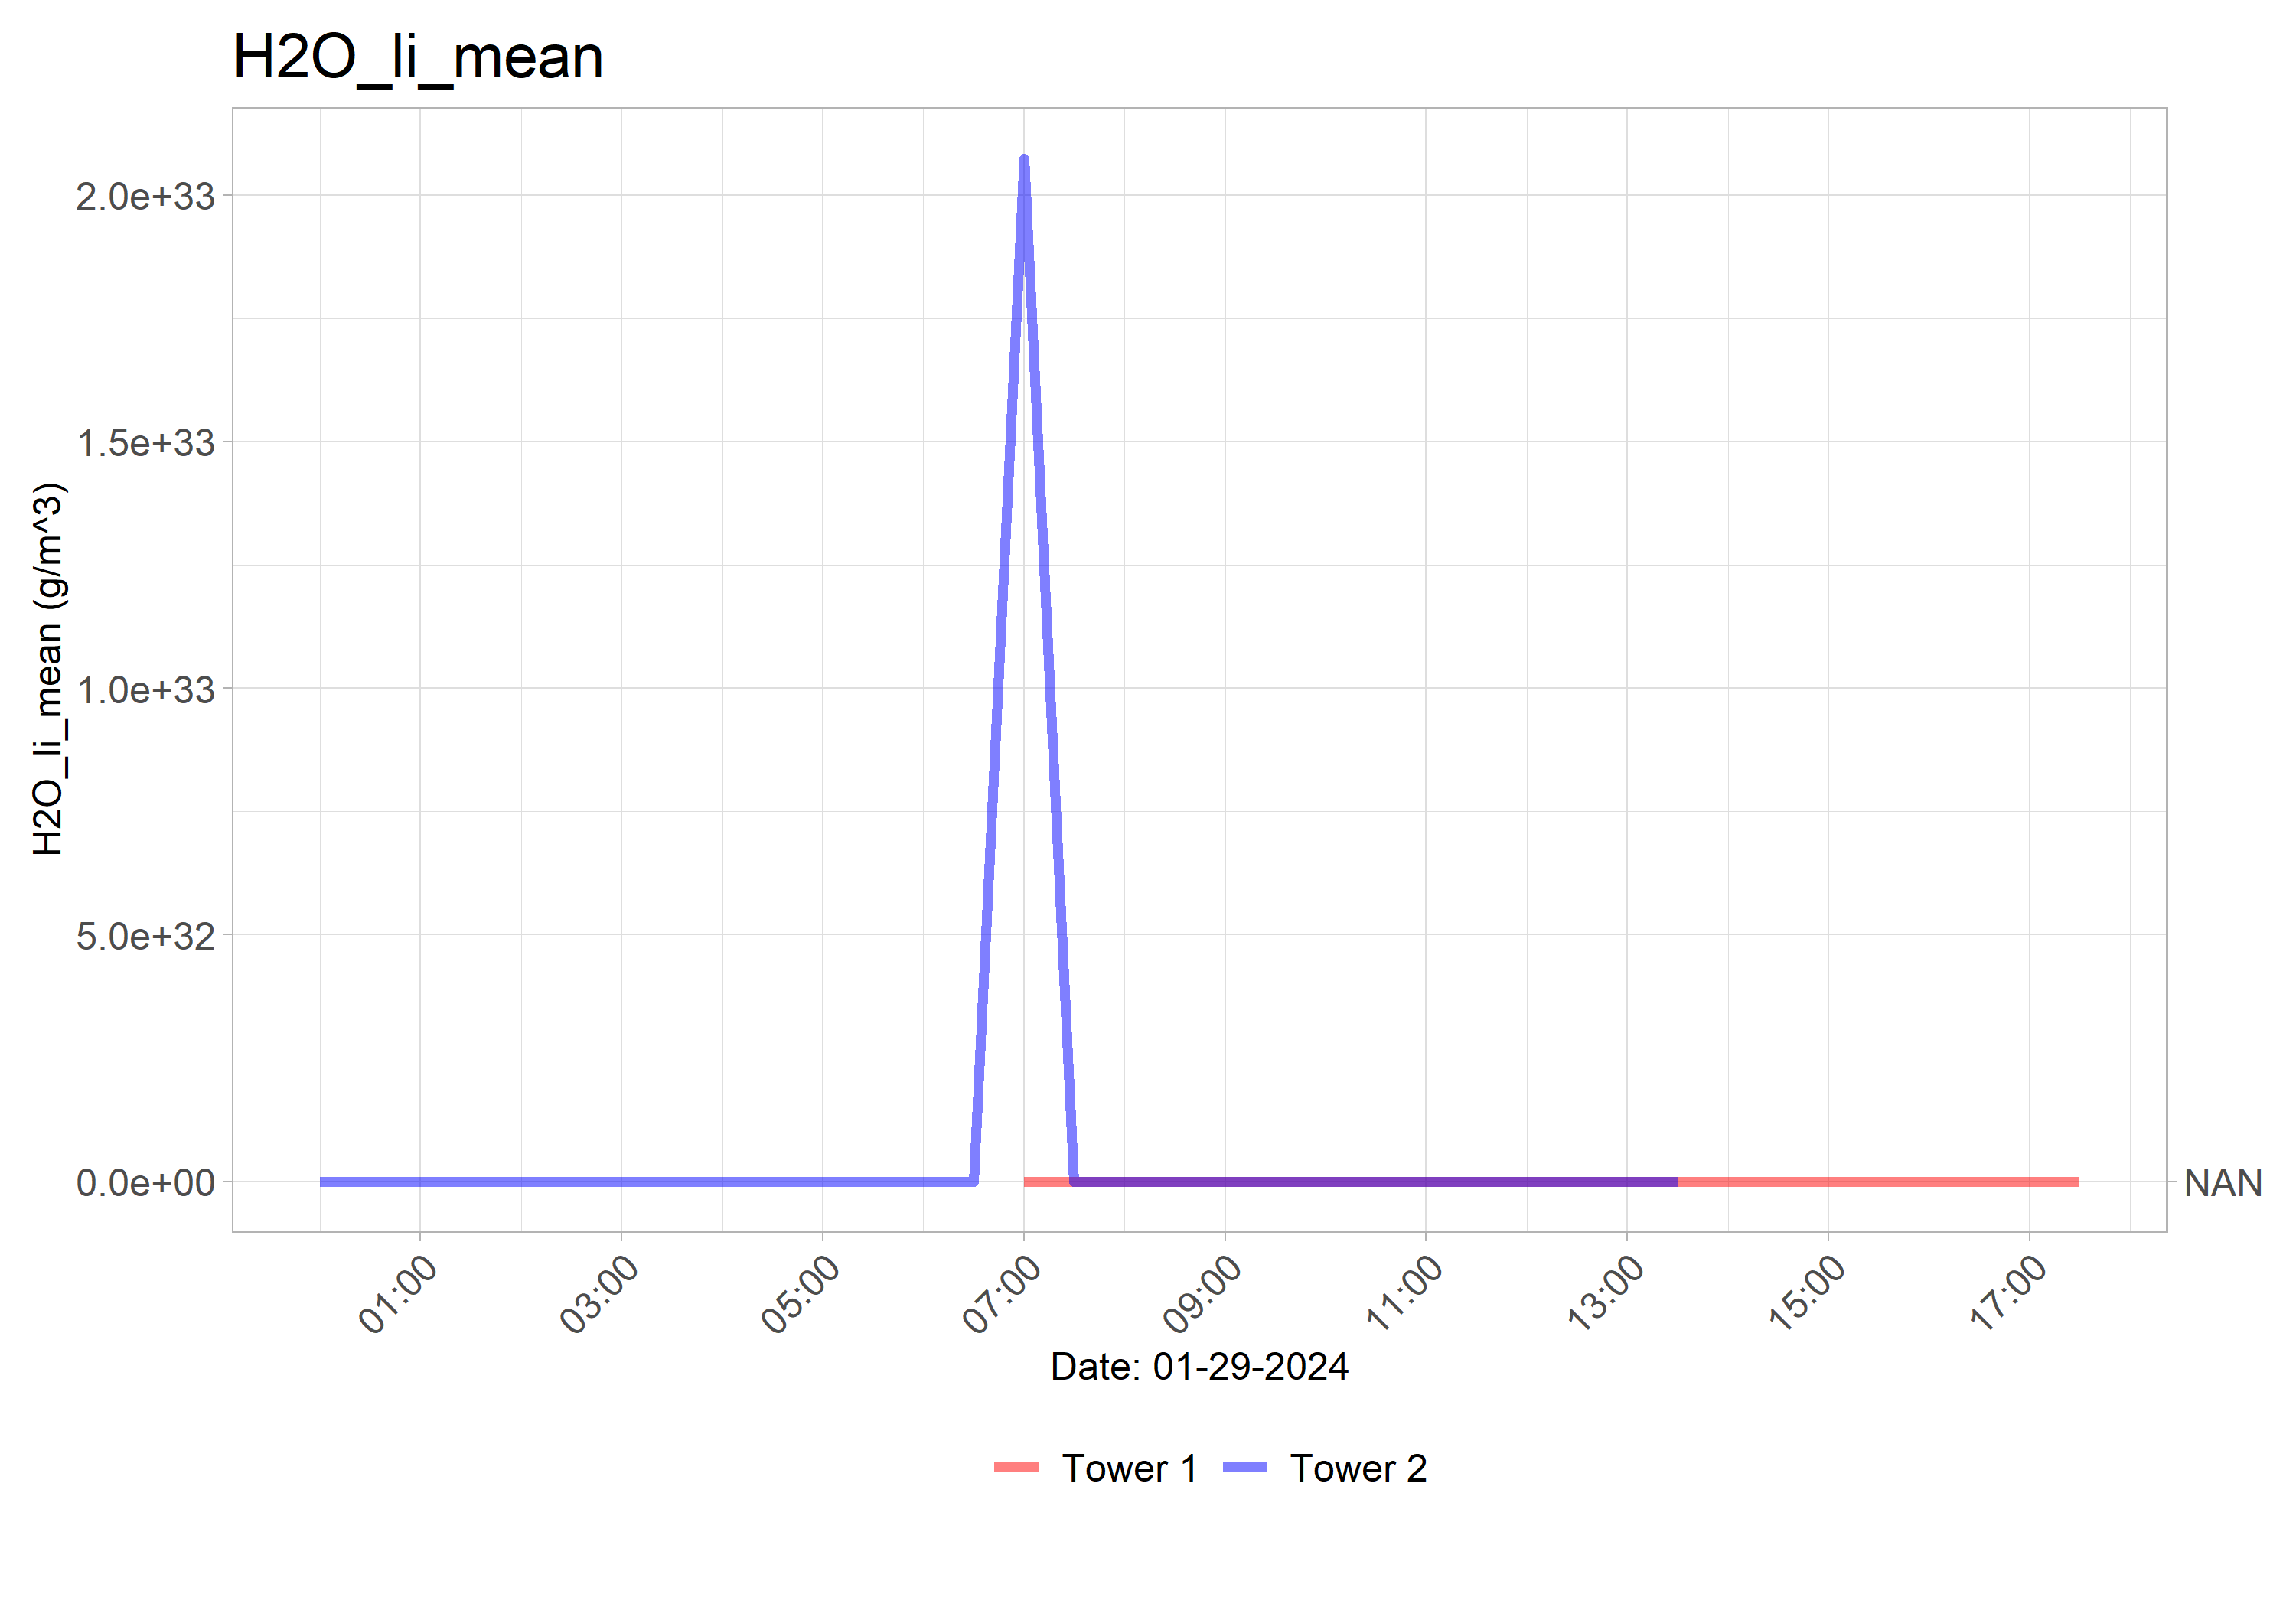 H2O_li_mean
H2O_li_mean (g/m^3)
2.0e+33
1.5e+33
1.0e+33
5.0e+32
0.0e+00
NAN
01:00
03:00
05:00
07:00
09:00
11:00
13:00
15:00
17:00
Date: 01-29-2024
Tower 1 Tower 2